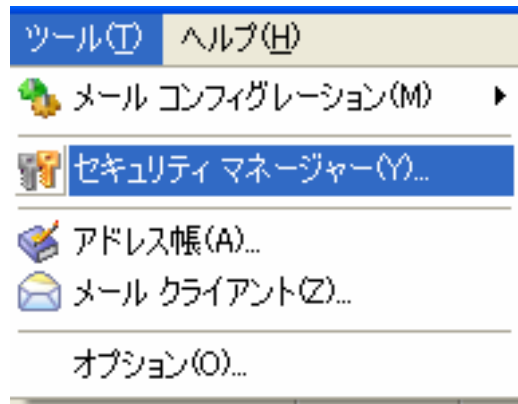 ツール(T) ヘルプ(H)
メール コンフィグレーション(M)
セキュリティ マネージャー(Y)...
アドレス帳(A)...
メール クライアント(Z)...
オプション(O)...